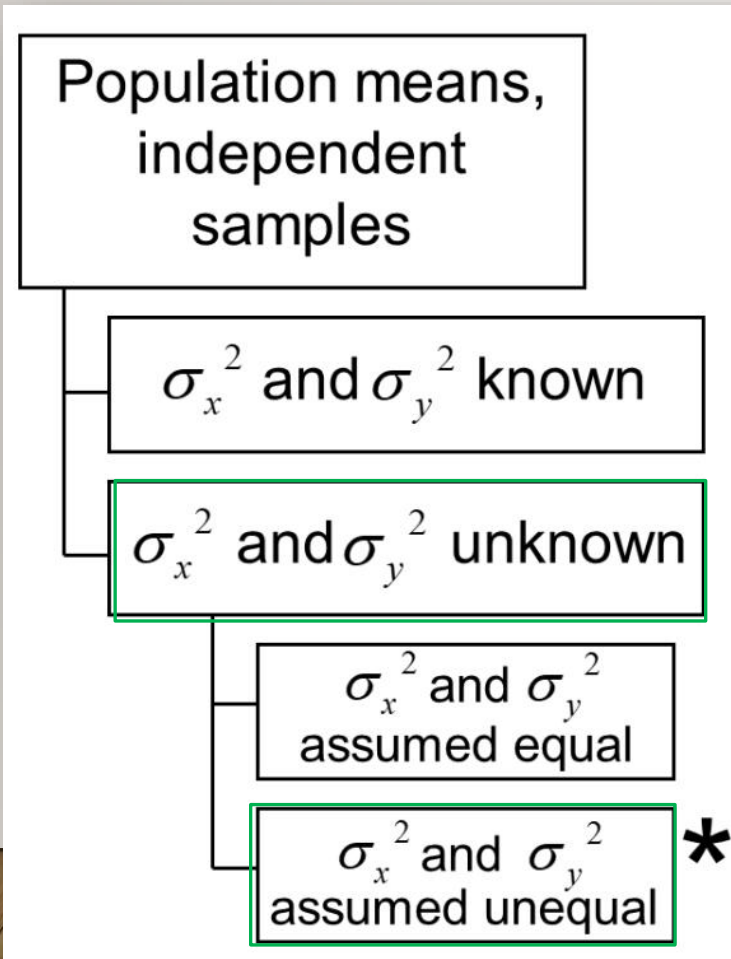 Population means,
independent
samples
σx² and σy² known
σx² and σy² unknown
σx² and σy²
assumed equal
σx² and σy²
assumed unequal *